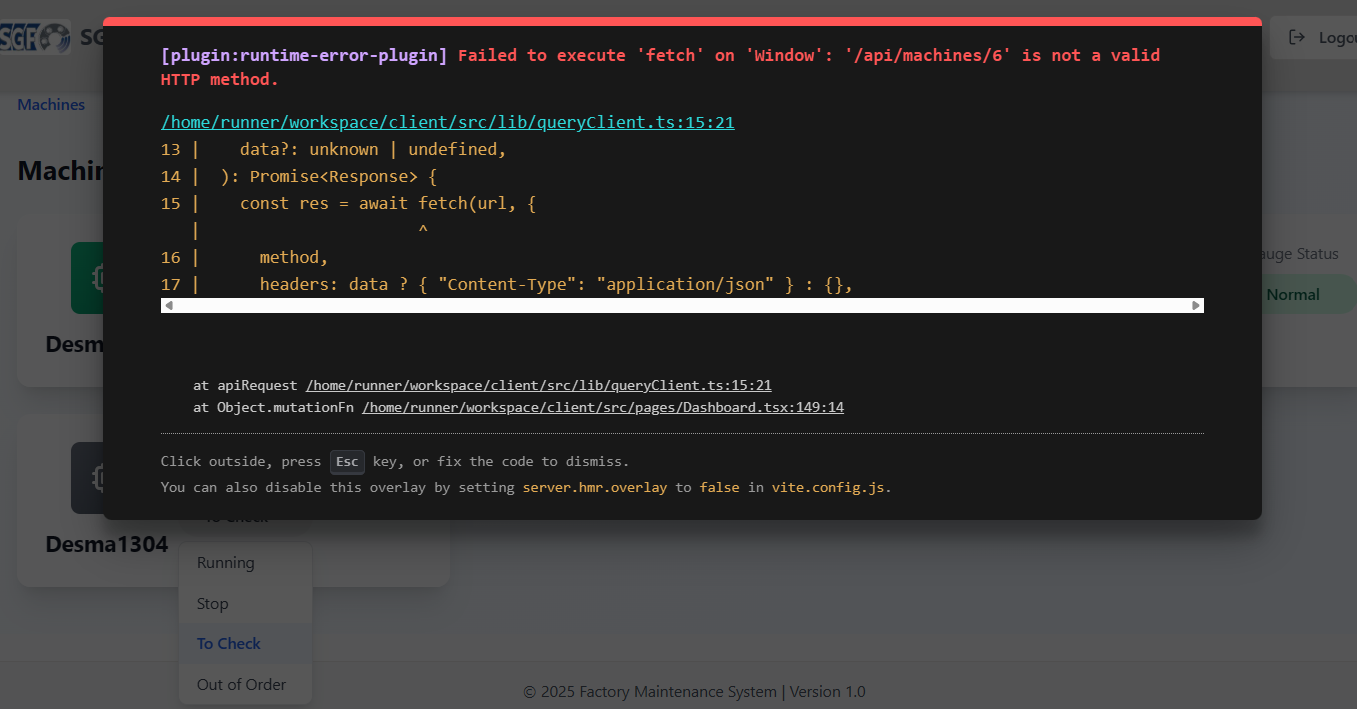 SGF SG
Logou
[plugin:runtime-error-plugin] Failed to execute 'fetch' on 'Window': '/api/machines/6' is not a valid
HTTP method.
Machines
/home/runner/workspace/client/src/lib/queryClient.ts:15:21
13 | data?: unknown | undefined,
14 | ): Promise<Response> {
15 | const res = await fetch(url, {
| ^
16 | method,
17 | headers: data ? { "Content-Type": "application/json" } : {},
Machin
auge Status
Normal
Desm
at apiRequest /home/runner/workspace/client/src/lib/queryClient.ts:15:21
at Object.mutationFn /home/runner/workspace/client/src/pages/Dashboard.tsx:149:14
Click outside, press Esc key, or fix the code to dismiss.
You can also disable this overlay by setting server.hmr.overlay to false in vite.config.js.
To Check
Desma1304
Running
Stop
To Check
Out of Order
© 2025 Factory Maintenance System | Version 1.0